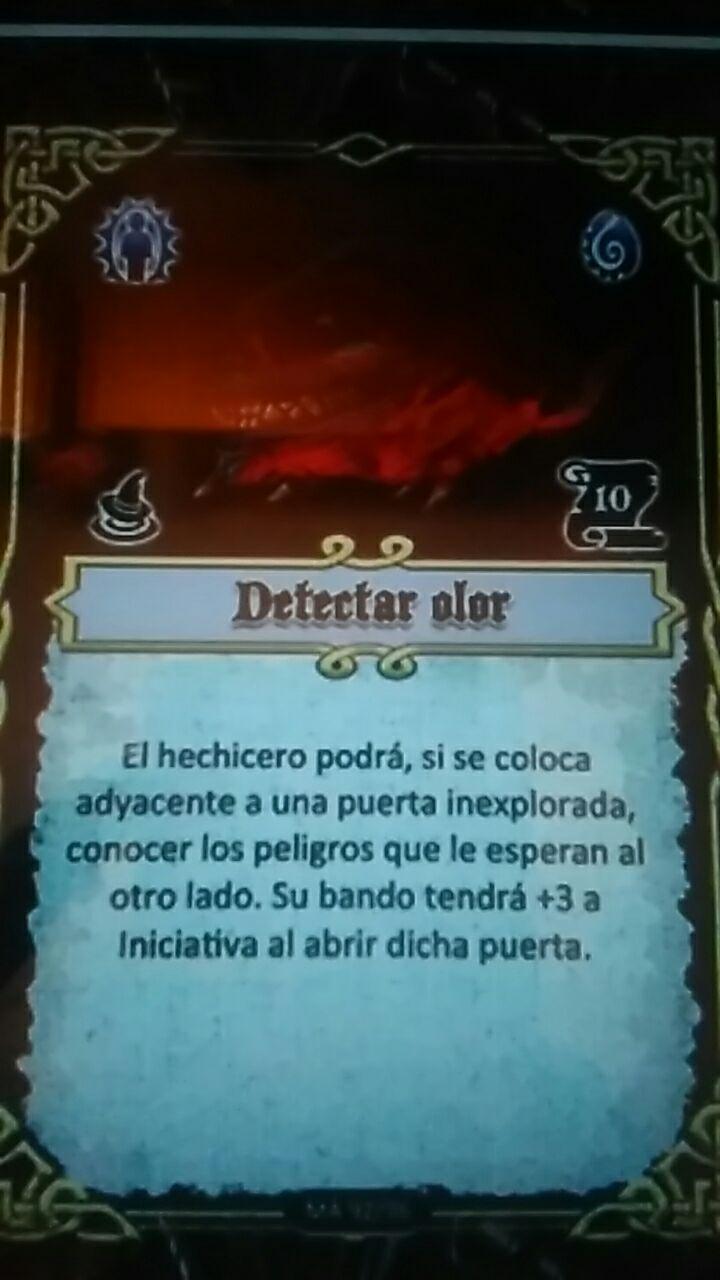 10
Detectar olor
El hechicero podrá, si se coloca
adyacente a una puerta inexplorada,
conocer los peligros que le esperan al
otro lado. Su bando tendrá +3 a
Iniciativa al abrir dicha puerta.